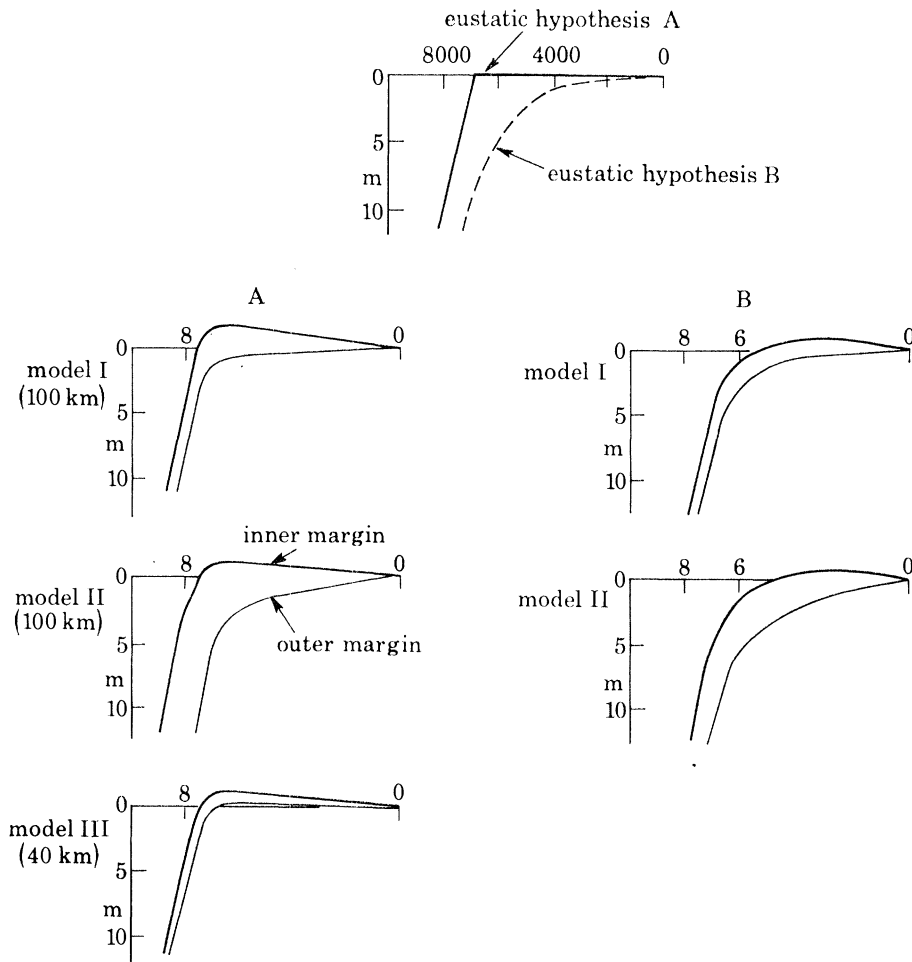 eustatic hypothesis A
8000 4000 0
0
5
m
10
eustatic hypothesis B
A
B
8 0
0
model I
(100 km)
5
m
10
8 6 0
0
model I
5
m
10
8 0
0
inner margin
model II
(100 km)
outer margin
5
m
10
8 6 0
0
model II
5
m
10
8 0
0
model III
(40 km)
5
m
10